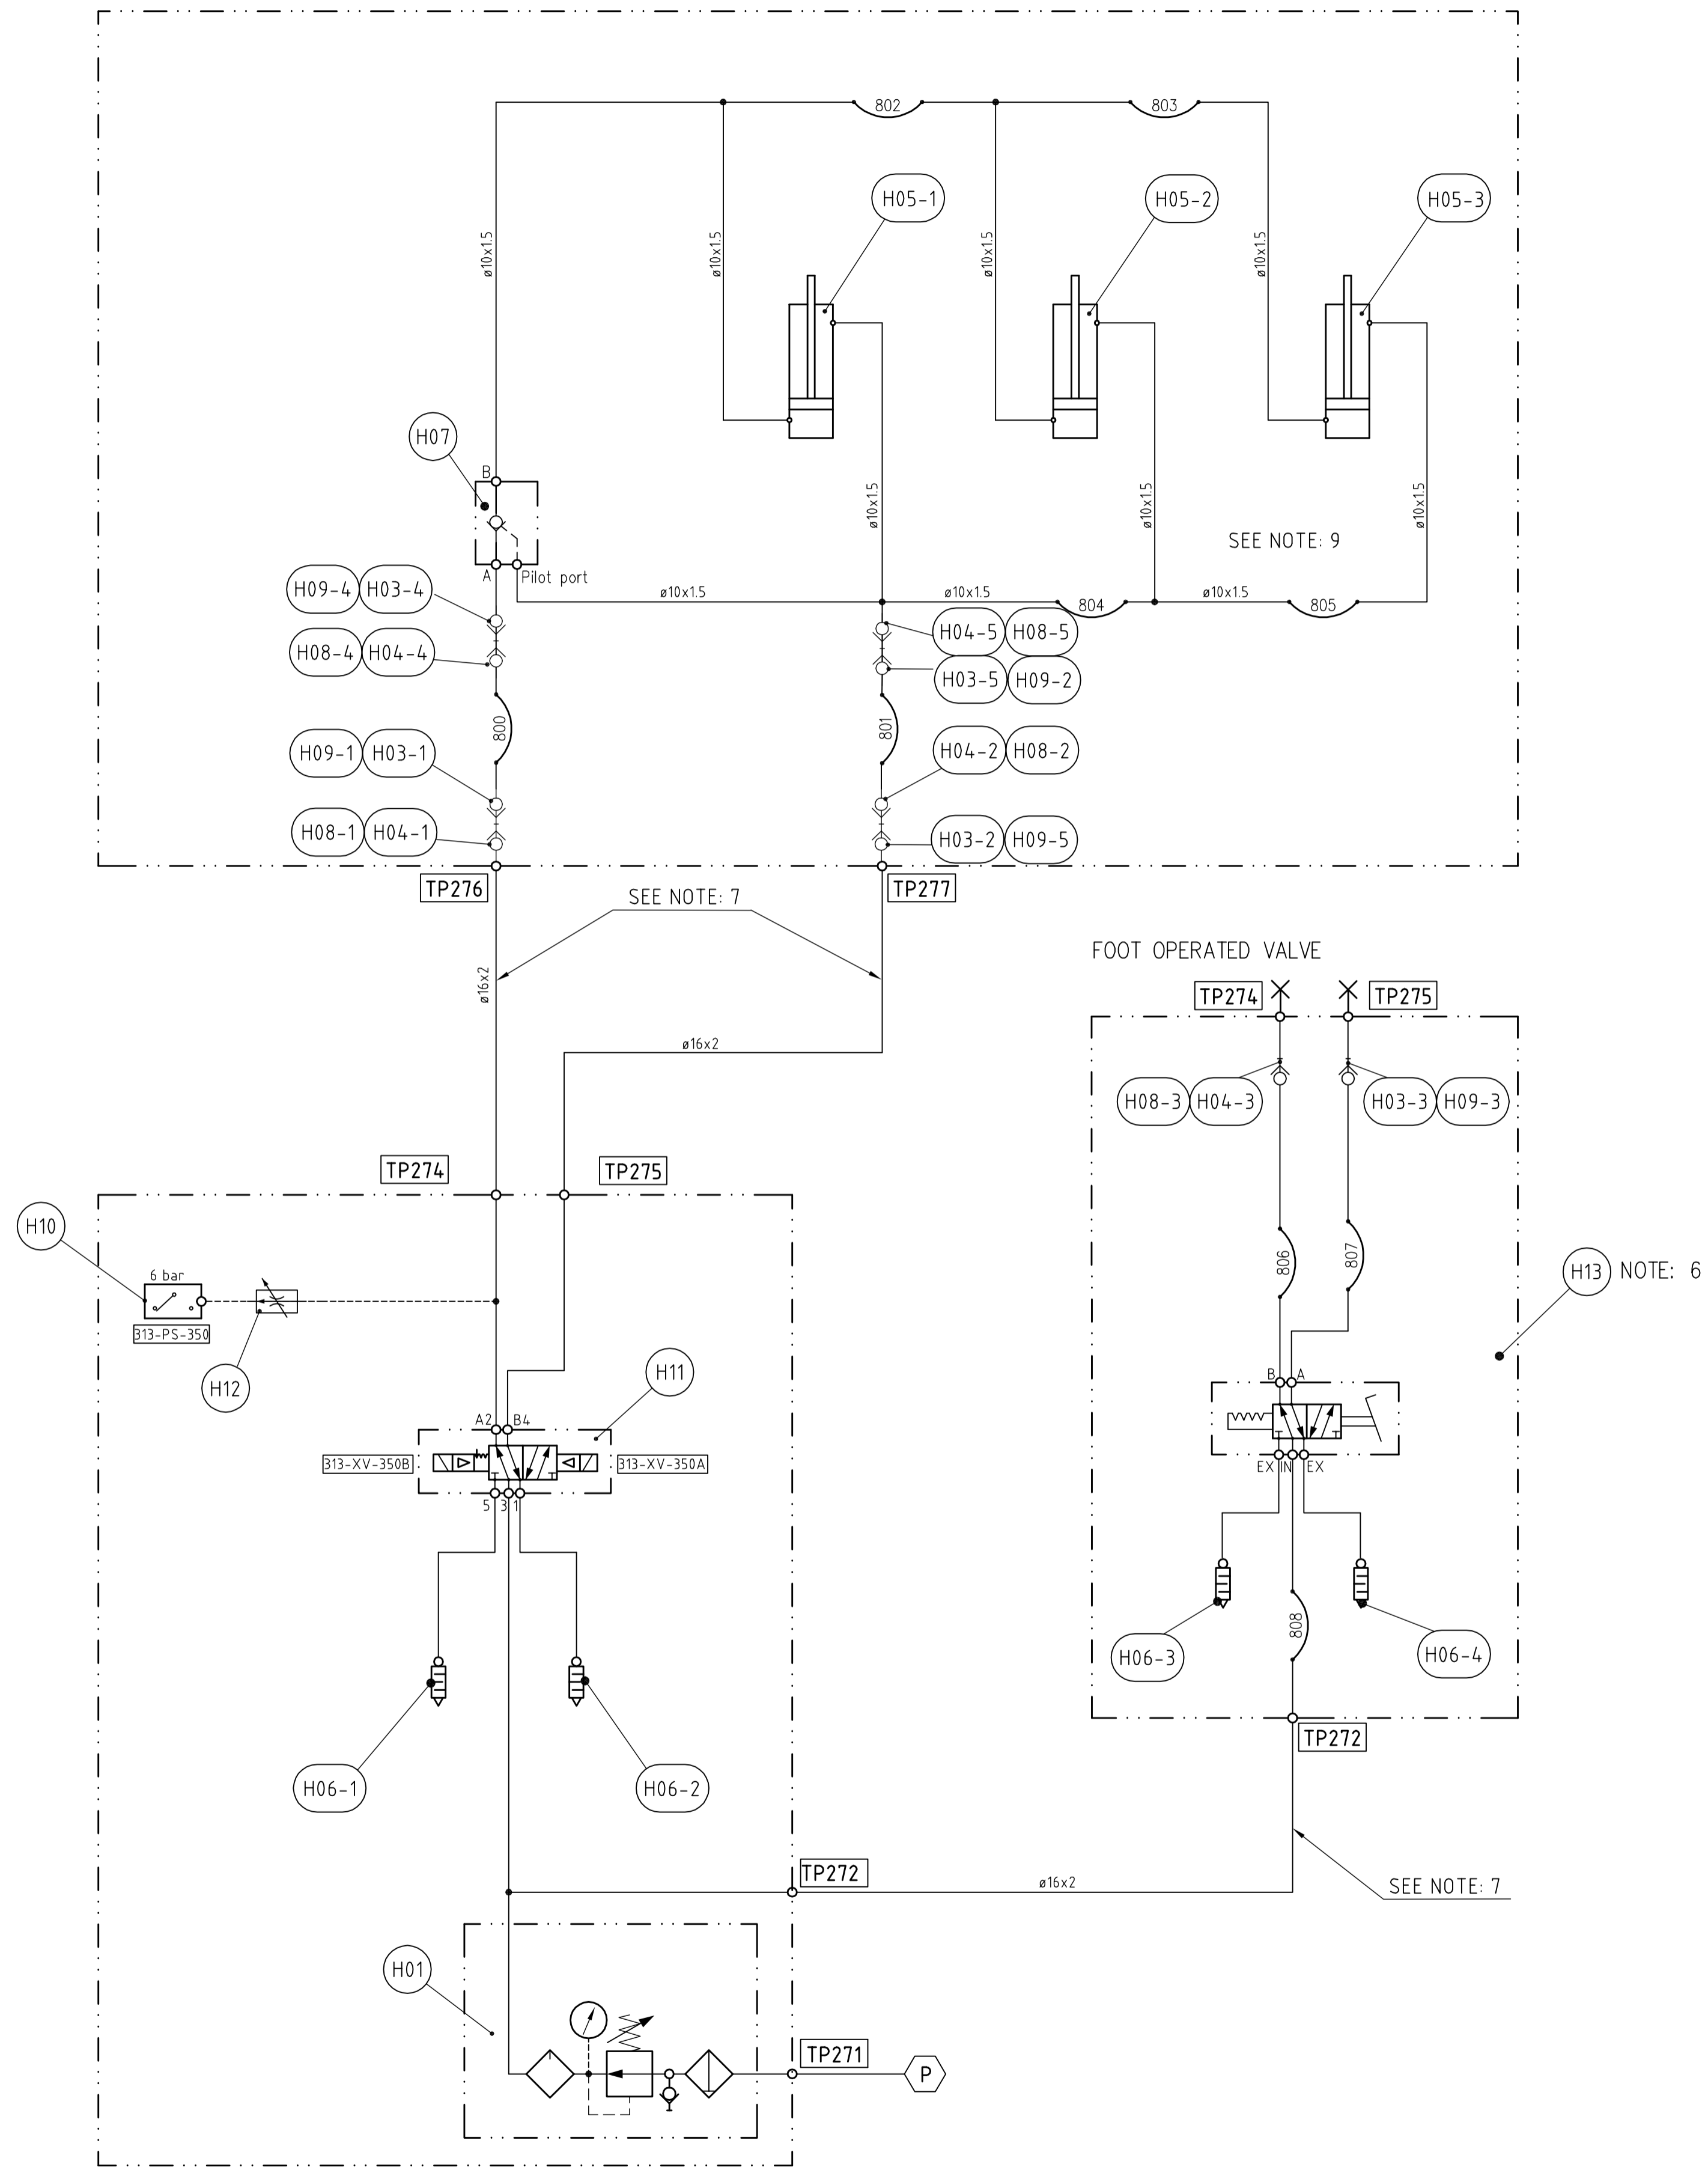 802
803
H05-1
H05-2
H05-3
ø10x1.5
ø10x1.5
ø10x1.5
ø10x1.5
H07
B
ø10x1.5
ø10x1.5
ø10x1.5
SEE NOTE: 9
A
Pilot port
ø10x1.5
ø10x1.5
ø10x1.5
804
805
H09-4 H03-4
H04-5 H08-5
H08-4 H04-4
H03-5 H09-2
800
801
H09-1 H03-1
H04-2 H08-2
H08-1 H04-1
H03-2 H09-5
TP276
TP277
SEE NOTE: 7
ø16x2
ø16x2
FOOT OPERATED VALVE
TP274
TP275
H08-3 H04-3
H03-3 H09-3
TP274
TP275
H10
6 bar
313-PS-350
H12
806
807
H13 NOTE: 6
H11
A2 B4
313-XV-350B
313-XV-350A
5 3 1
B A
EX IN EX
H06-3
808
H06-4
TP272
H06-1
H06-2
TP272
ø16x2
SEE NOTE: 7
H01
TP271
P